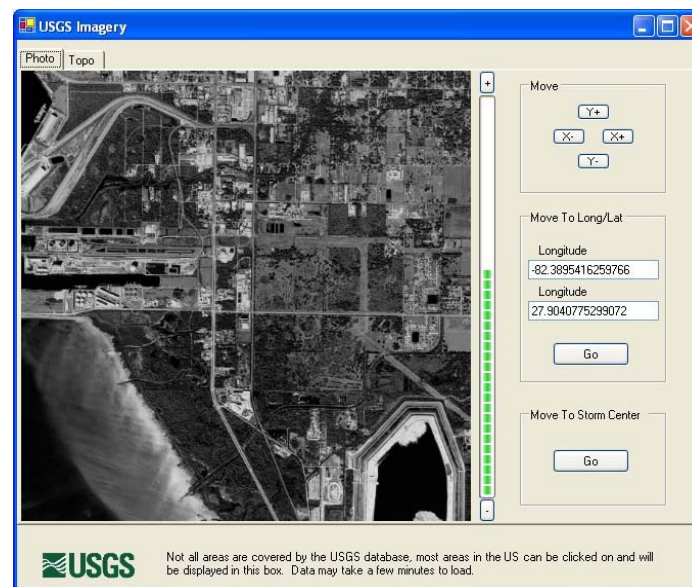 USGS Imagery
Photo Topo
+
-
Move
Y+
X- X+
Y-
Move To Long/Lat
Longitude
-82.3895416259766
Longitude
27.9040775299072
Go
Move To Storm Center
Go
USGS
Not all areas are covered by the USGS database, most areas in the US can be clicked on and will
be displayed in this box. Data may take a few minutes to load.